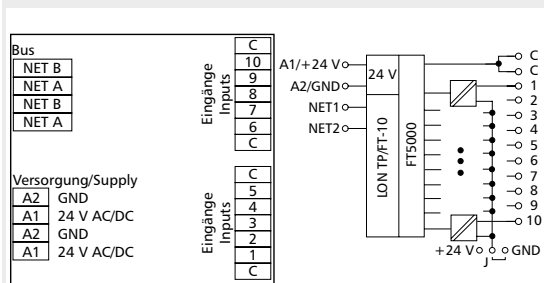 Bus
NET B
NET A
NET B
NET A
Versorgung/Supply
A2 GND
A1 24 V AC/DC
A2 GND
A1 24 V AC/DC
Eingänge
Inputs
C
10
9
8
7
6
C
Eingänge
Inputs
C
5
4
3
2
1
C
A1/+24 V
A2/GND
NET1
NET2
24 V
LON TP/FT-10
FT5000
C
C
1
2
3
4
5
6
7
8
9
10
+24 V
GND
J